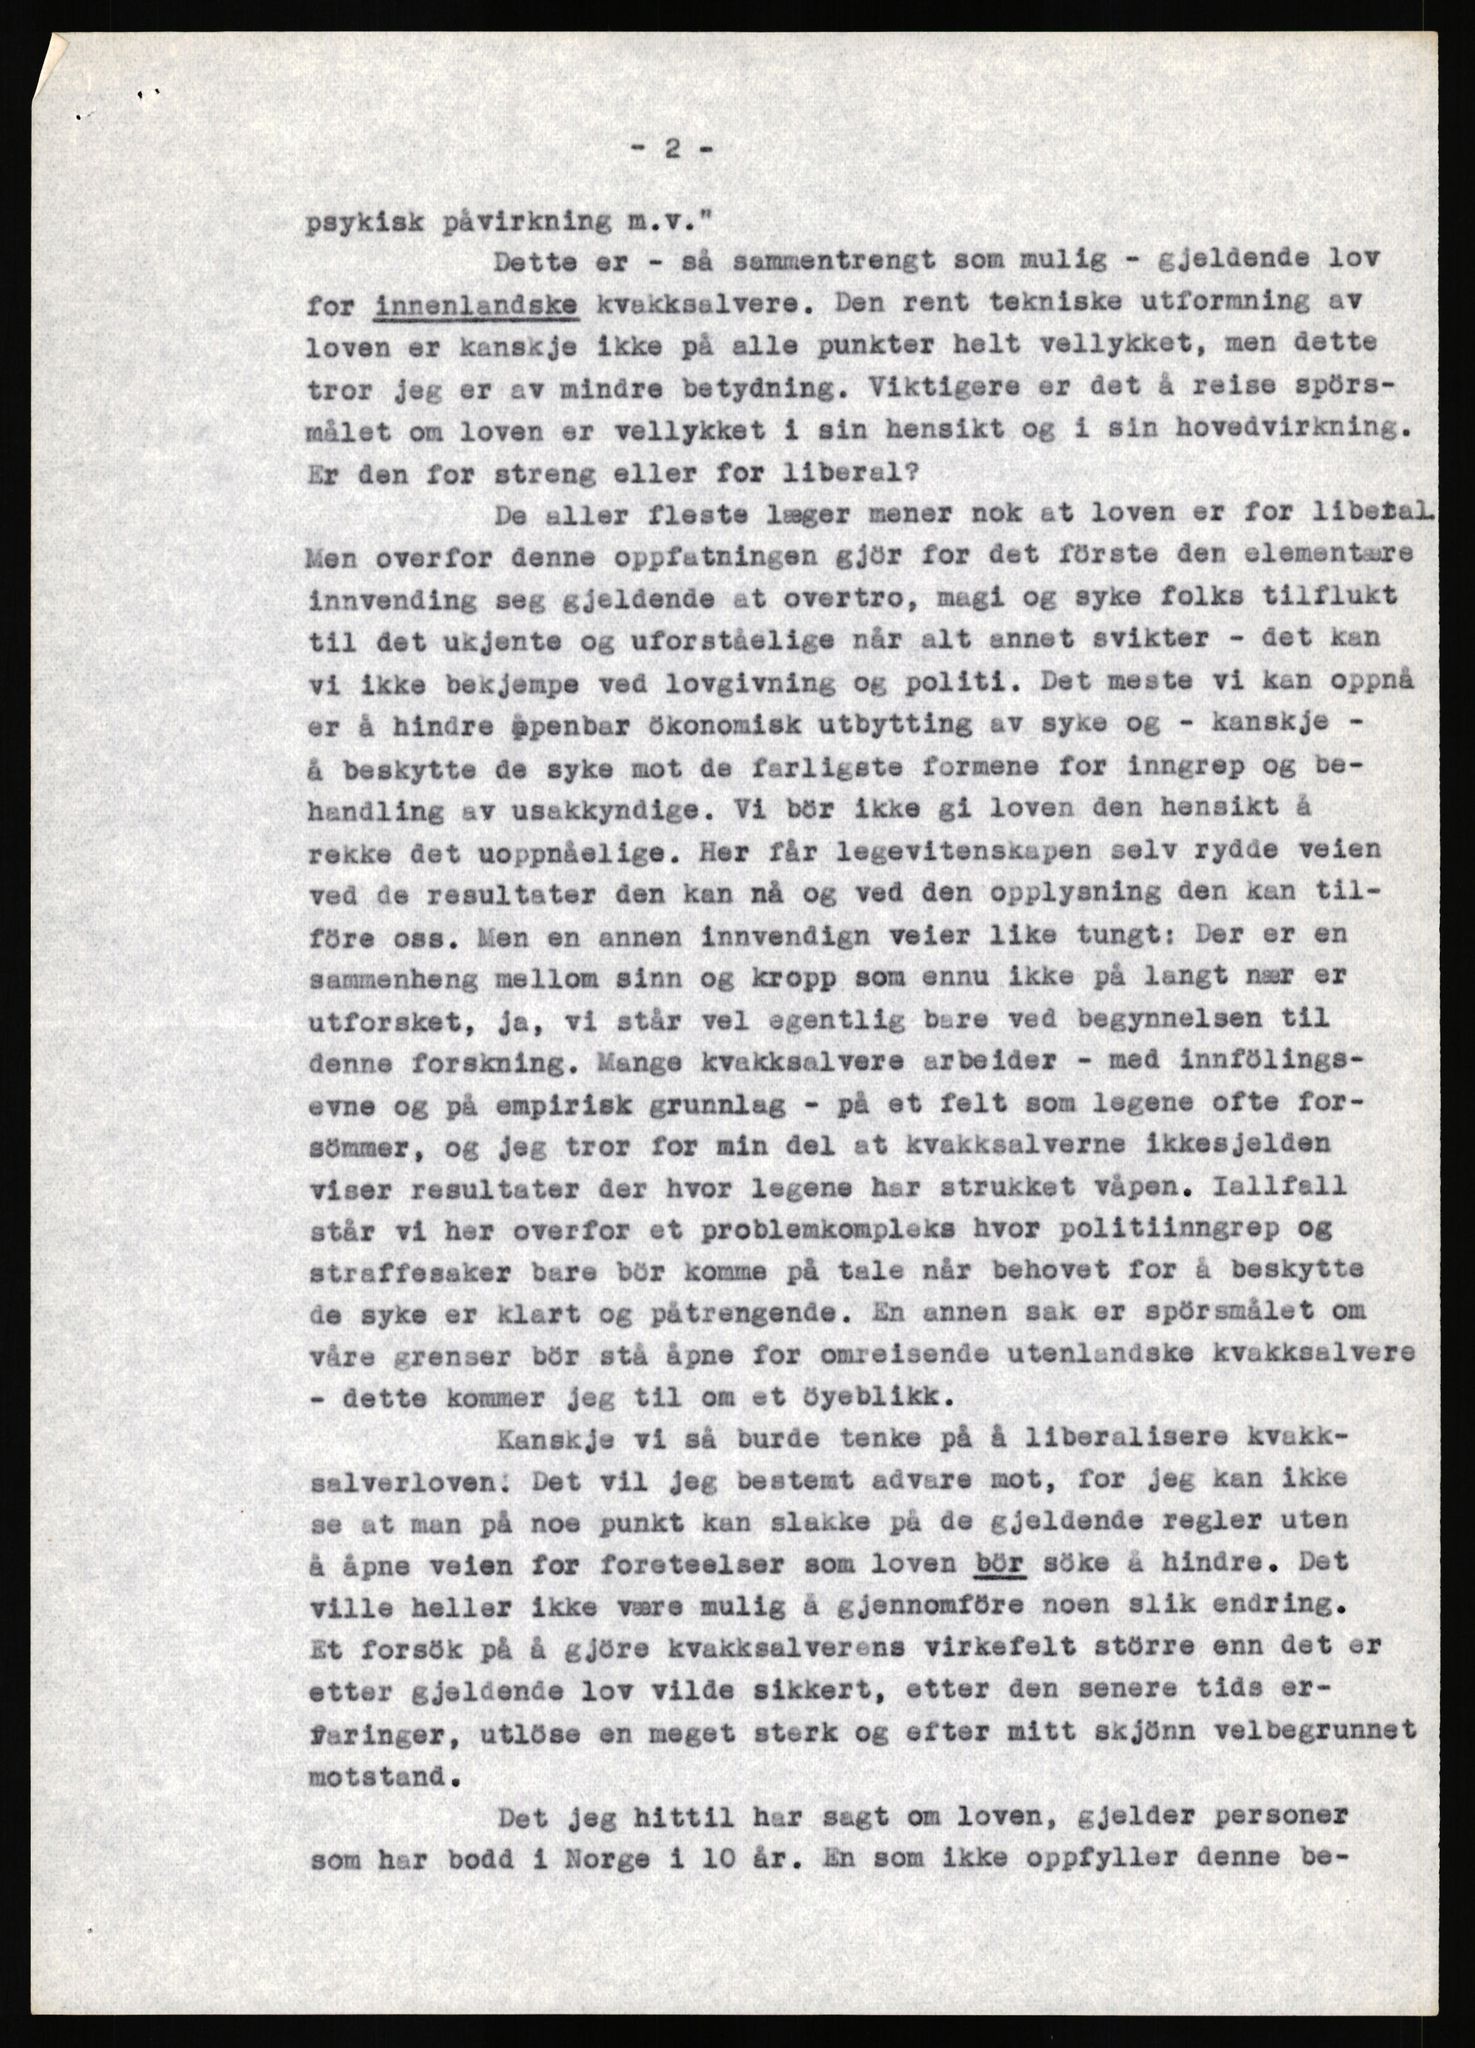 - 2 -
psykisk påvirkning m.v."
Dette er - så sammentrengt som mulig - gjeldende lov
for innenlandske kvakksalvere. Den rent tekniske utformning av
loven er kanskje ikke på alle punkter helt vellykket, men dette
tror jeg er av mindre betydning. Viktigere er det å reise spörs-
målet om loven er vellykket i sin hensikt og i sin hovedvirkning.
Er den for streng eller for liberal?
De aller fleste læger mener nok at loven er for liberal.
Men overfor denne oppfatningen gjör for det förste den elementære
innvending seg gjeldende at overtro, magi og syke folks tilflukt
til det ukjente og uforståelige når alt annet svikter - det kan
vi ikke bekjempe ved lovgivning og politi. Det meste vi kan oppnå
er å hindre åpenbar ökonomisk utbytting av syke og - kanskje -
å beskytte de syke mot de farligste formene for inngrep og be-
handling av usakkyndige. Vi bör ikke gi loven den hensikt å
rekke det uoppnåelige. Her får legevitenskapen selv rydde veien
ved de resultater den kan nå og ved den opplysning den kan til-
före oss. Men en annen innvendign veier like tungt: Der er en
sammenheng mellom sinn og kropp som ennu ikke på langt nær er
utforsket, ja, vi står vel egentlig bare ved begynnelsen til
denne forskning. Mange kvakksalvere arbeider - med innfölings-
evne og på empirisk grunnlag - på et felt som legene ofte for-
sömmer, og jeg tror for min del at kvakksalverne ikkesjelden
viser resultater der hvor legene har strukket våpen. Iallfall
står vi her overfor et problemkompleks hvor politiinngrep og
straffesaker bare bör komme på tale når behovet for å beskytte
de syke er klart og påtrengende. En annen sak er spörsmålet om
våre grenser bör stå åpne for omreisende utenlandske kvakksalvere
- dette kommer jeg til om et öyeblikk.
Kanskje vi så burde tenke på å liberalisere kvakk-
salverloven: Det vil jeg bestemt advare mot, for jeg kan ikke
se at man på noe punkt kan slakke på de gjeldende regler uten
å åpne veien for foreteelser som loven bör söke å hindre. Det
ville heller ikke være mulig å gjennomföre noen slik endring.
Et forsök på å gjöre kvakksalverens virkefelt större enn det er
etter gjeldende lov vilde sikkert, etter den senere tids er-
faringer, utlöse en meget sterk og efter mitt skjönn velbegrunnet
motstand.
Det jeg hittil har sagt om loven, gjelder personer
som har bodd i Norge i 10 år. En som ikke oppfyller denne be-